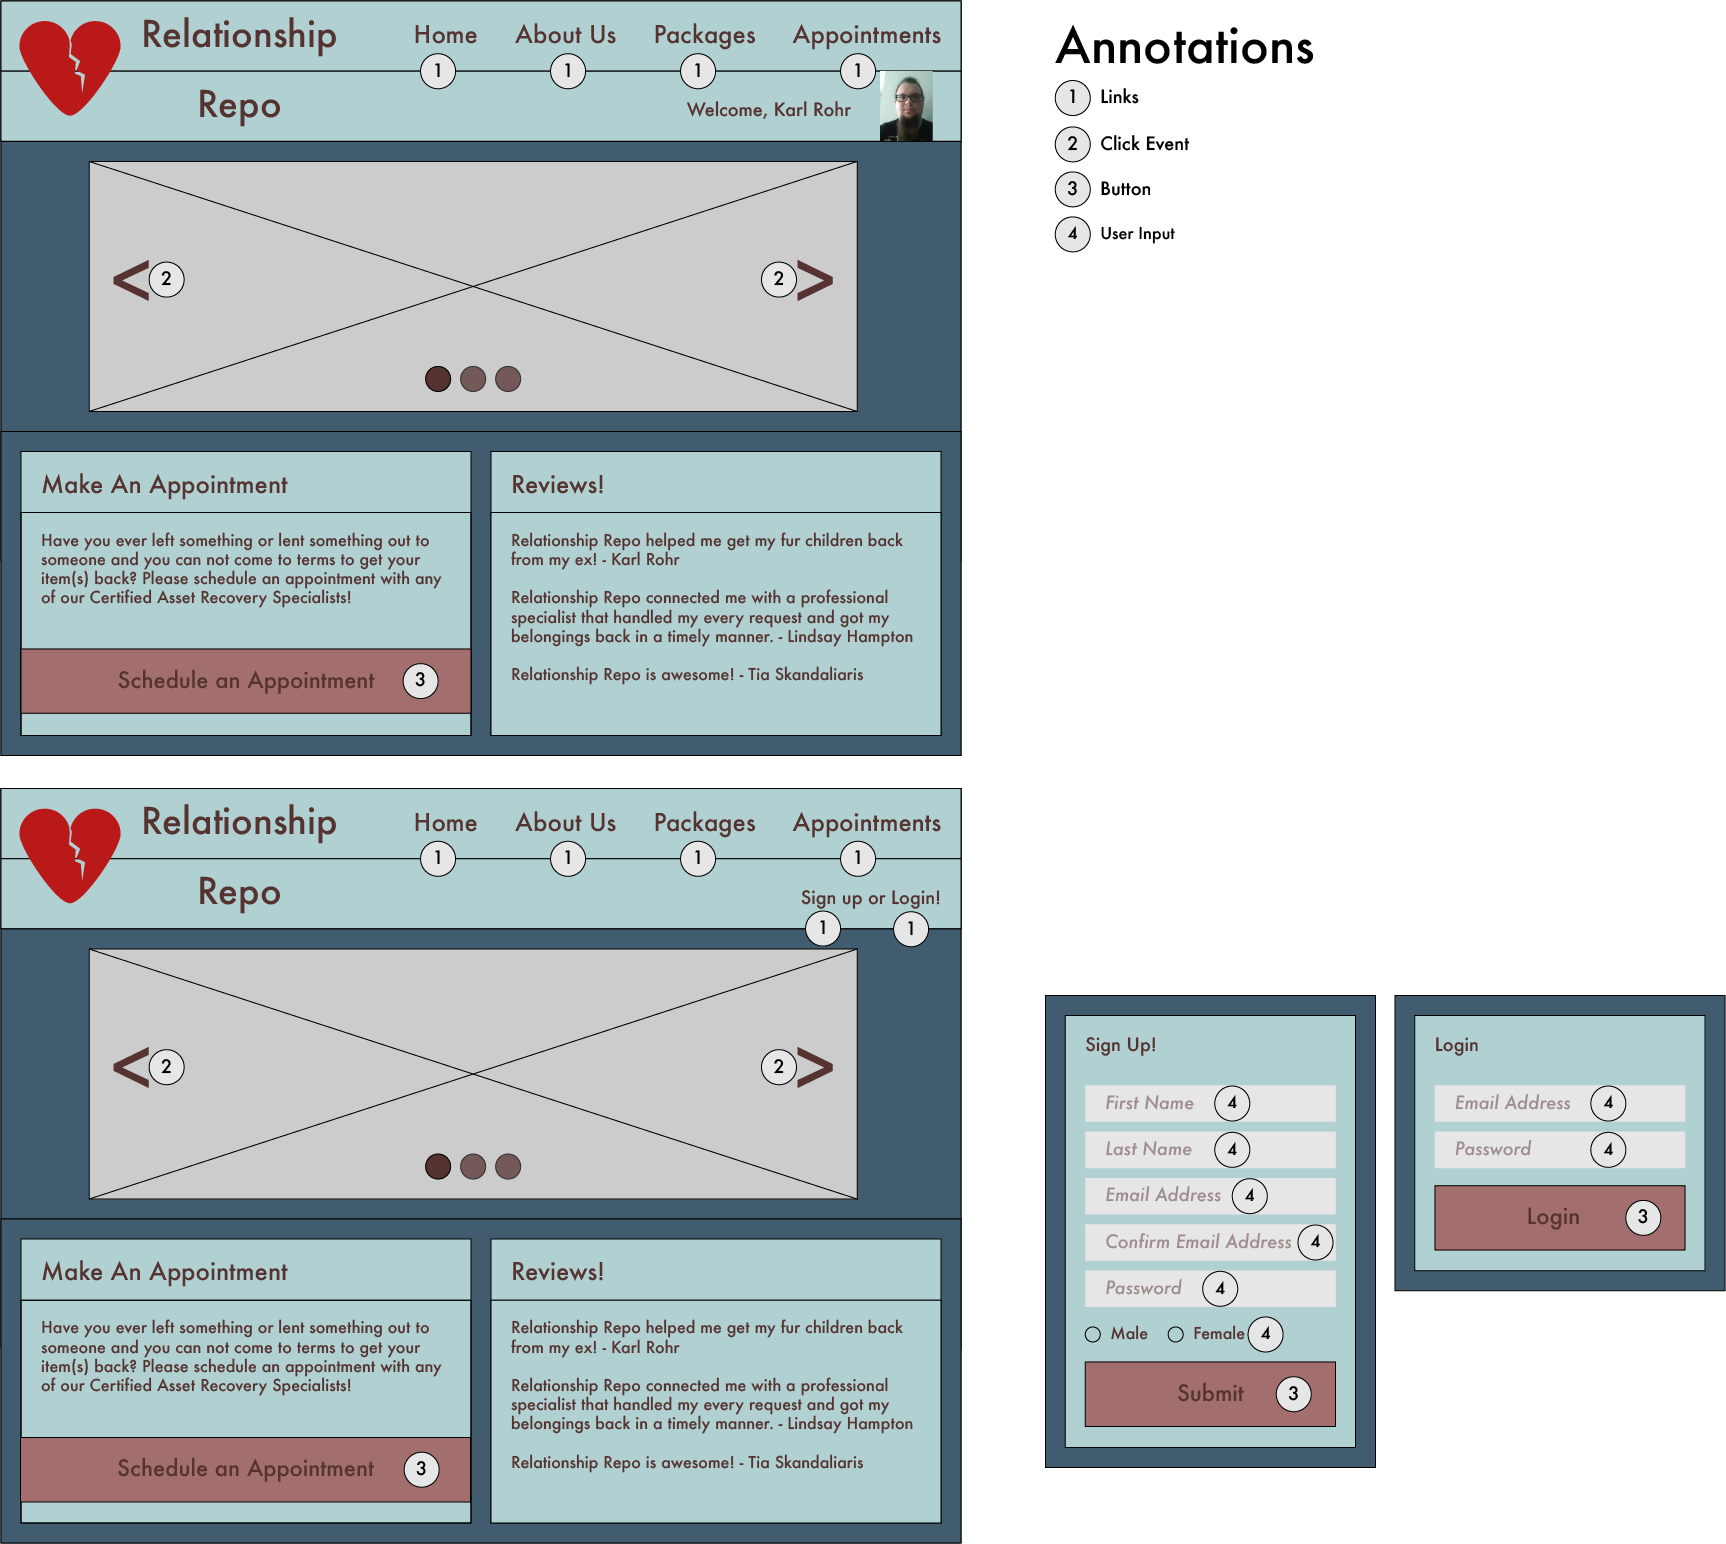 Relationship
Repo
Home
About Us
Packages
Appointments
1
1
1
1
Welcome, Karl Rohr
<
2
2
>
Make An Appointment
Have you ever left something or lent something out to
someone and you can not come to terms to get your
item(s) back? Please schedule an appointment with any
of our Certified Asset Recovery Specialists!
Schedule an Appointment
3
Reviews!
Relationship Repo helped me get my fur children back
from my ex! - Karl Rohr
Relationship Repo connected me with a professional
specialist that handled my every request and got my
belongings back in a timely manner. - Lindsay Hampton
Relationship Repo is awesome! - Tia Skandaliaris
Annotations
1 Links
2 Click Event
3 Button
4 User Input
Relationship
Repo
Home
About Us
Packages
Appointments
1
1
1
1
Sign up or Login!
1
1
<
2
2
>
Make An Appointment
Have you ever left something or lent something out to
someone and you can not come to terms to get your
item(s) back? Please schedule an appointment with any
of our Certified Asset Recovery Specialists!
Schedule an Appointment
3
Reviews!
Relationship Repo helped me get my fur children back
from my ex! - Karl Rohr
Relationship Repo connected me with a professional
specialist that handled my every request and got my
belongings back in a timely manner. - Lindsay Hampton
Relationship Repo is awesome! - Tia Skandaliaris
Sign Up!
First Name 4
Last Name 4
Email Address 4
Confirm Email Address 4
Password 4
Male Female 4
Submit 3
Login
Email Address 4
Password 4
Login 3